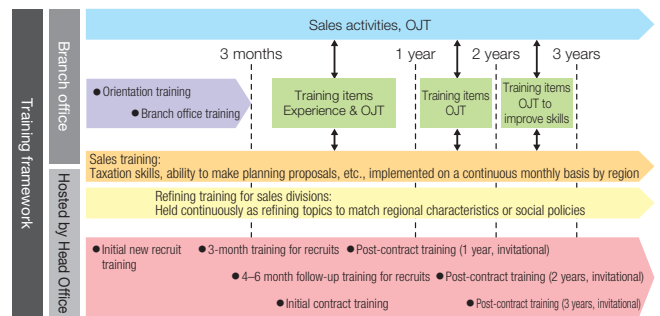 Training framework
Branch office
Hosted by Head Office
Sales activities, OJT
3 months
1 year
2 years
3 years
● Orientation training
● Branch office training
Training items
Experience & OJT
Training items
OJT
Training items
OJT to
improve skills
Sales training:
Taxation skills, ability to make planning proposals, etc., implemented on a continuous monthly basis by region
Refining training for sales divisions:
Held continuously as refining topics to match regional characteristics or social policies
● Initial new recruit
training
● 3-month training for recruits
● Post-contract training (1 year, invitational)
● 4–6 month follow-up training for recruits
● Post-contract training (2 years, invitational)
● Initial contract training
● Post-contract training (3 years, invitational)